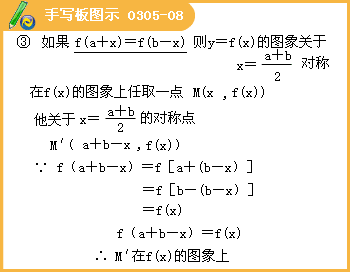 手写板图示 0305-08
③ 如果 f(a+x)=f(b-x) 则y=f(x)的图象关于
x= a+b/2 对称
在f(x)的图象上任取一点 M(x ,f(x))
他关于 x= a+b/2 的对称点
M′( a+b-x ,f(x))
∵ f(a+b-x) =f[a+(b-x)]
=f[b-(b-x)]
=f(x)
f(a+b-x)=f(x)
∴ M′在f(x)的图象上